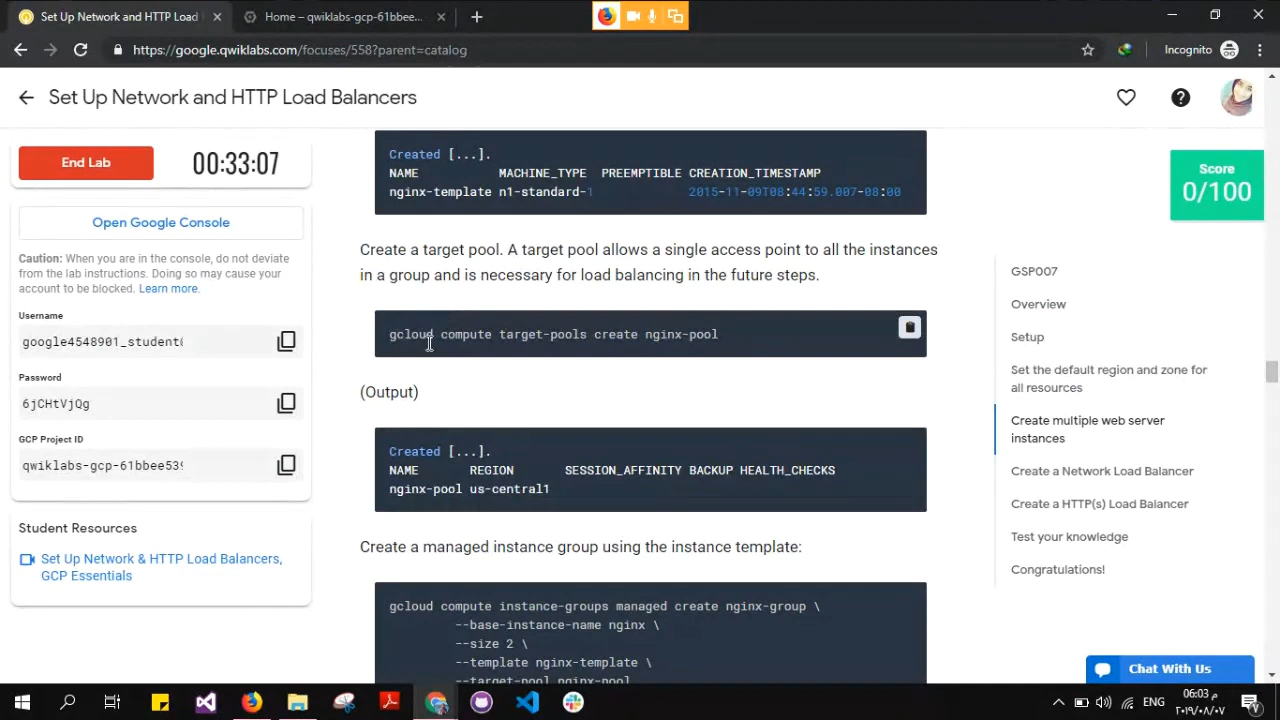 Set Up Network and HTTP Load
Home – qwiklabs-gcp-61bbee...
https://google.qwiklabs.com/focuses/558?parent=catalog
Incognito
Set Up Network and HTTP Load Balancers
End Lab
00:33:07
Open Google Console
Caution: When you are in the console, do not deviate
from the lab instructions. Doing so may cause your
account to be blocked. Learn more.
Username
google4548901_student
Password
6jCHtVjQg
GCP Project ID
qwiklabs-gcp-61bbee539
Student Resources
Set Up Network & HTTP Load Balancers,
GCP Essentials
Created [...].
NAME MACHINE_TYPE PREEMPTIBLE CREATION_TIMESTAMP
nginx-template n1-standard-1 2015-11-09T08:44:59.007-08:00
Create a target pool. A target pool allows a single access point to all the instances
in a group and is necessary for load balancing in the future steps.
gcloud compute target-pools create nginx-pool
(Output)
Created [...].
NAME REGION SESSION_AFFINITY BACKUP HEALTH_CHECKS
nginx-pool us-central1
Create a managed instance group using the instance template:
gcloud compute instance-groups managed create nginx-group \
--base-instance-name nginx \
--size 2 \
--template nginx-template \
--target-pool nginx-pool
Score
0/100
GSP007
Overview
Setup
Set the default region and zone for
all resources
Create multiple web server
instances
Create a Network Load Balancer
Create a HTTP(s) Load Balancer
Test your knowledge
Congratulations!
Chat With Us
ENG
06:03 م
٢٠١٩/٠٨/٠٧